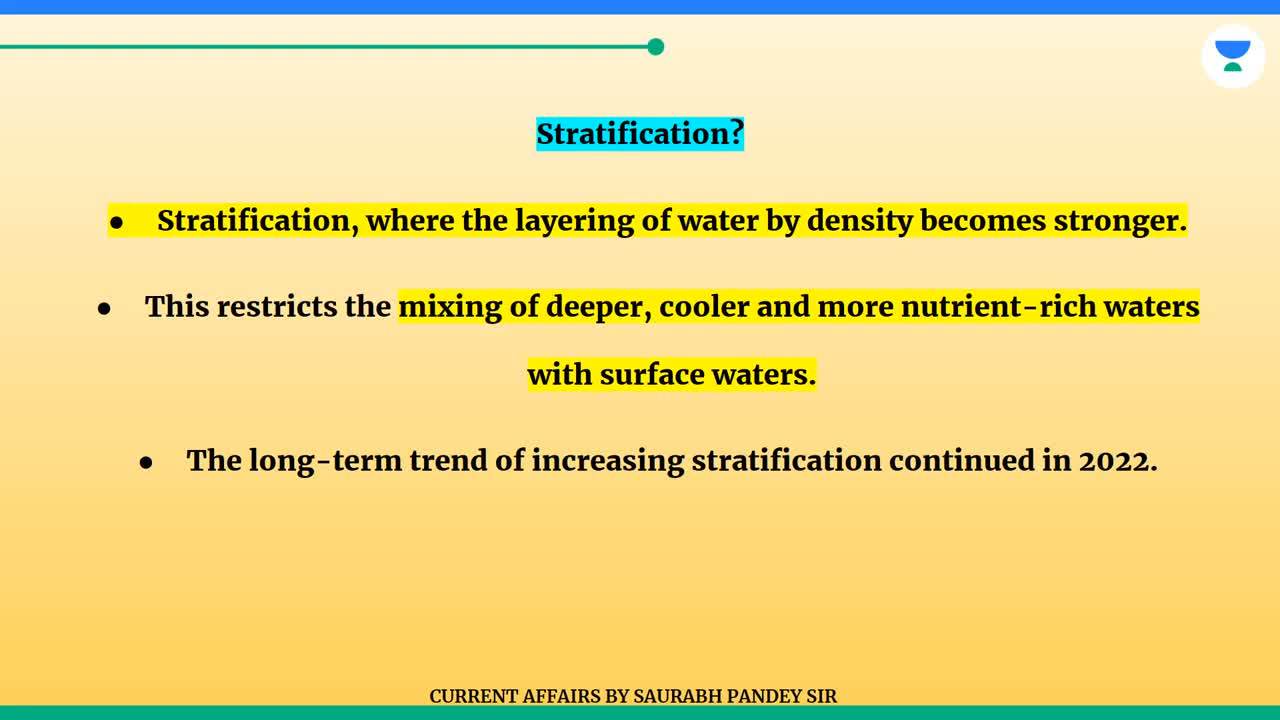 Stratification?
● Stratification, where the layering of water by density becomes stronger.
● This restricts the mixing of deeper, cooler and more nutrient-rich waters
with surface waters.
● The long-term trend of increasing stratification continued in 2022.
CURRENT AFFAIRS BY SAURABH PANDEY SIR